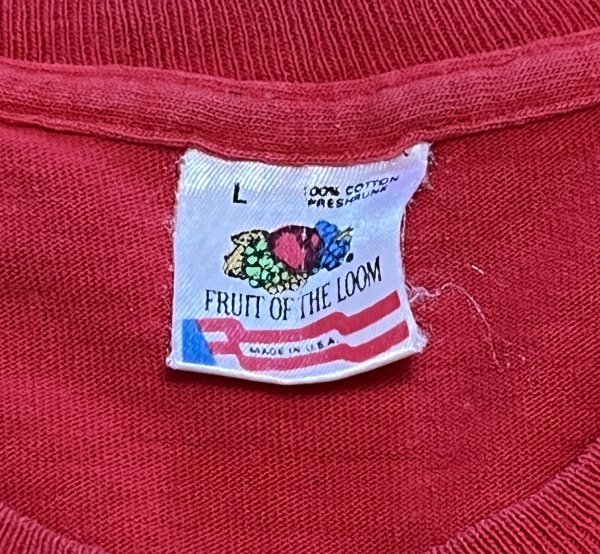 L
100% COTTON
PRESHRUNK
®
FRUIT OF THE LOOM
MADE IN U.S.A.